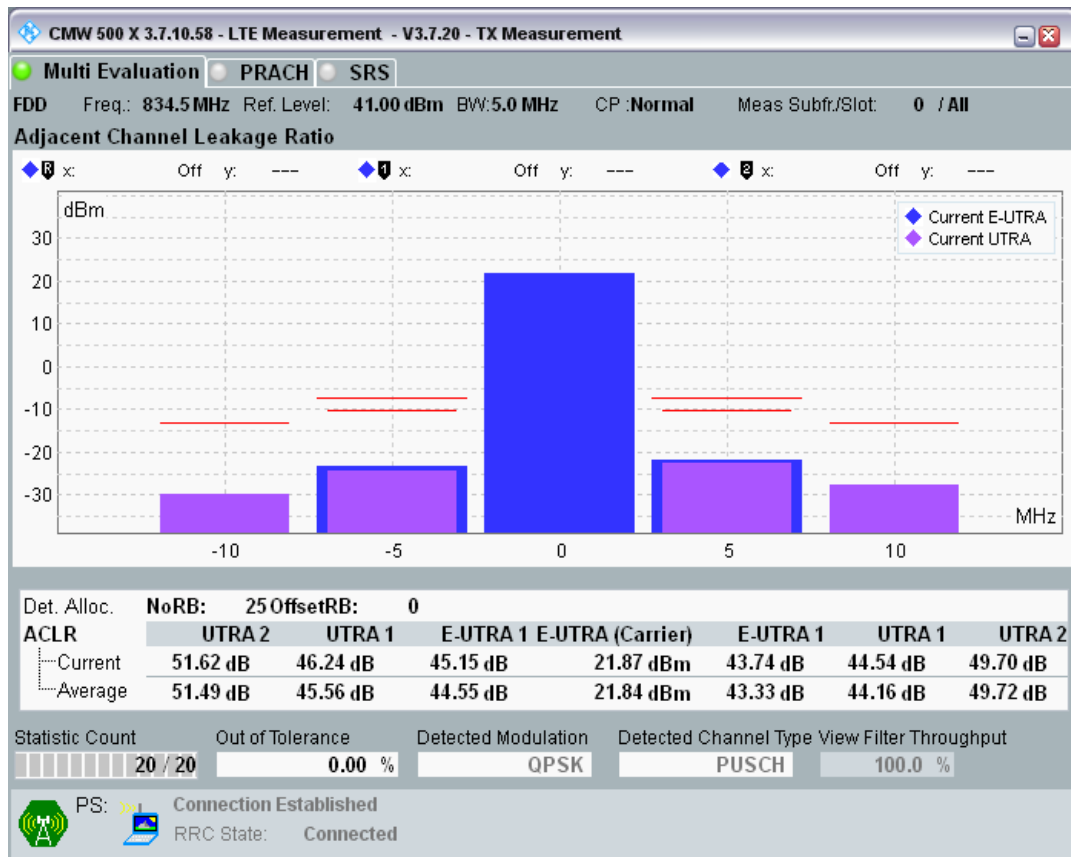 CMW 500 X 3.7.10.58 - LTE Measurement - V3.7.20 - TX Measurement
Multi Evaluation PRACH SRS
FDD Freq.: 834.5 MHz Ref. Level: 41.00 dBm BW: 5.0 MHz CP :Normal Meas Subfr./Slot: 0 / All
Adjacent Channel Leakage Ratio
R x: Off y: --- 1 x: Off y: --- 2 x: Off y: ---
dBm
Current E-UTRA
Current UTRA
30
20
10
0
-10
-20
-30
MHz
-10 -5 0 5 10
Det. Alloc. NoRB: 25 OffsetRB: 0
ACLR UTRA 2 UTRA 1 E-UTRA 1 E-UTRA (Carrier) E-UTRA 1 UTRA 1 UTRA 2
Current 51.62 dB 46.24 dB 45.15 dB 21.87 dBm 43.74 dB 44.54 dB 49.70 dB
Average 51.49 dB 45.56 dB 44.55 dB 21.84 dBm 43.33 dB 44.16 dB 49.72 dB
Statistic Count Out of Tolerance Detected Modulation Detected Channel Type View Filter Throughput
20 / 20 0.00 % QPSK PUSCH 100.0 %
PS: Connection Established
RRC State: Connected